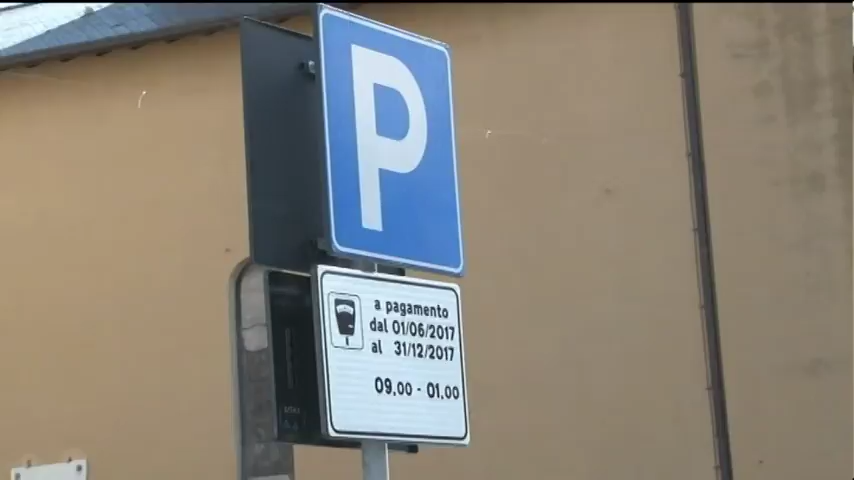 P
a pagamento
dal 01/06/2017
al 31/12/2017
09,00 - 01,00